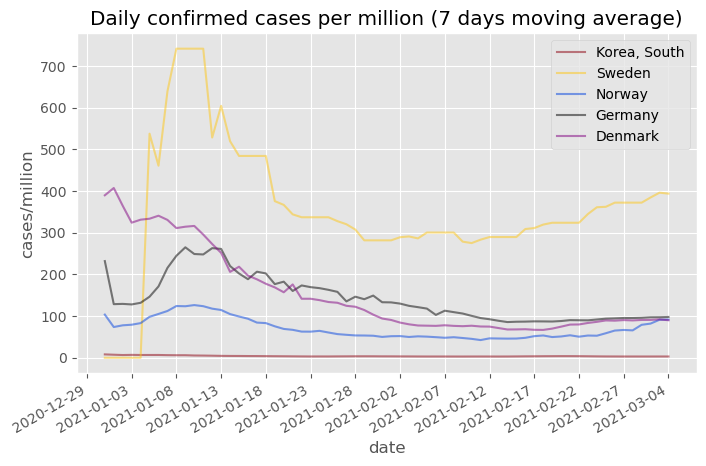 Daily confirmed cases per million (7 days moving average)
Korea, South
Sweden
Norway
Germany
Denmark
cases/million
700
600
500
400
300
200
100
0
2020-12-29
2021-01-03
2021-01-08
2021-01-13
2021-01-18
2021-01-23
2021-01-28
2021-02-02
2021-02-07
2021-02-12
2021-02-17
2021-02-22
2021-02-27
2021-03-04
date